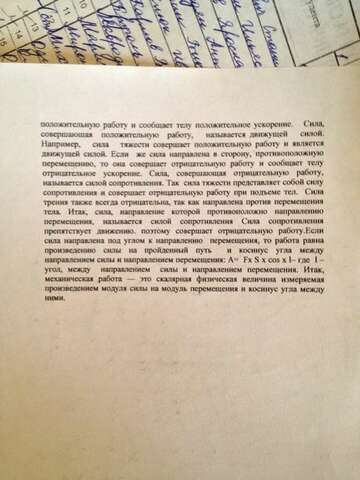 положительную работу и сообщает телу положительное ускорение. Сила,
совершающая положительную работу, называется движущей силой.
Например, сила тяжести совершает положительную работу и является
движущей силой. Если же сила направлена в сторону, противоположную
перемещению, то она совершает отрицательную работу и сообщает телу
отрицательное ускорение. Сила, совершающая отрицательную работу,
называется силой сопротивления. Так сила тяжести представляет собой силу
сопротивления и совершает отрицательную работу при подъеме тел. Сила
трения также всегда отрицательна, так как направлена против перемещения
тела. Итак, сила, направление которой противоположно направлению
перемещения, называется силой сопротивления Сила сопротивления
препятствует движению. поэтому совершает отрицательную работу.Если
сила направлена под углом к направлению перемещения, то работа равна
произведению силы на пройденный путь и косинус угла между
направлением силы и направлением перемещения: A= Fx S x cos x l– где l –
угол, между направлением силы и направлением перемещения. Итак,
механическая работа — это скалярная физическая величина измеряемая
произведением модуля силы на модуль перемещения и косинус угла между
ними.